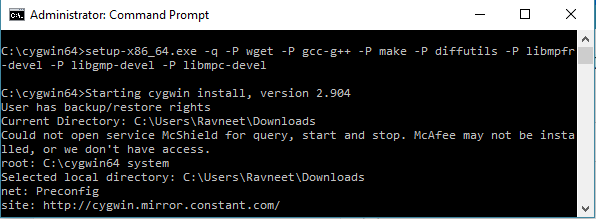 Administrator: Command Prompt
C:\cygwin64>setup-x86_64.exe -q -P wget -P gcc-g++ -P make -P diffutils -P libmpfr
-devel -P libgmp-devel -P libmpc-devel
C:\cygwin64>Starting cygwin install, version 2.904
User has backup/restore rights
Current Directory: C:\Users\Ravneet\Downloads
Could not open service McShield for query, start and stop. McAfee may not be insta
lled, or we don't have access.
root: C:\cygwin64 system
Selected local directory: C:\Users\Ravneet\Downloads
net: Preconfig
site: http://cygwin.mirror.constant.com/